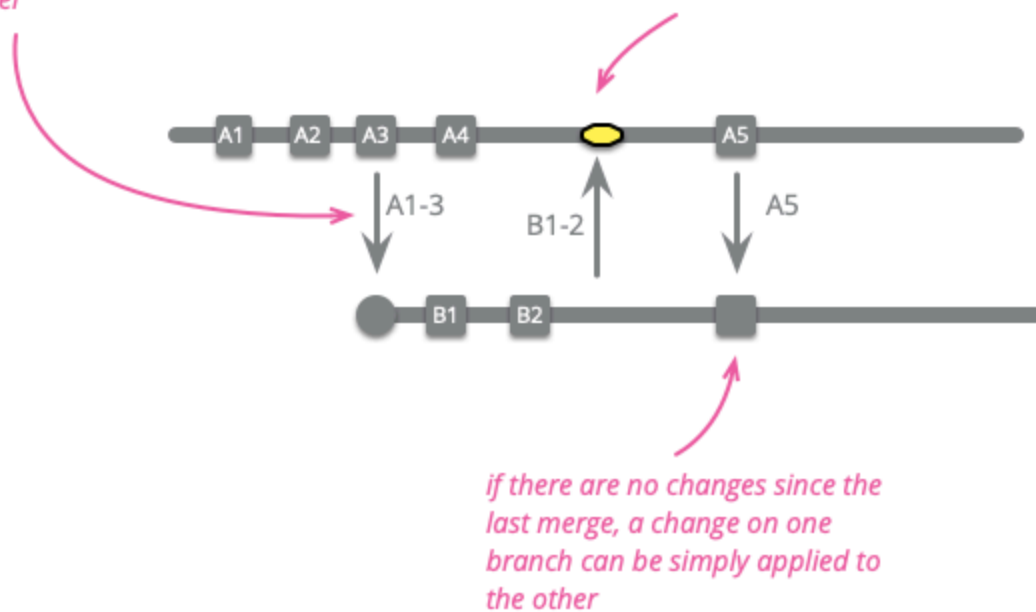 A1 A2 A3 A4 A5
A1-3 B1-2 A5
B1 B2
if there are no changes since the
last merge, a change on one
branch can be simply applied to
the other